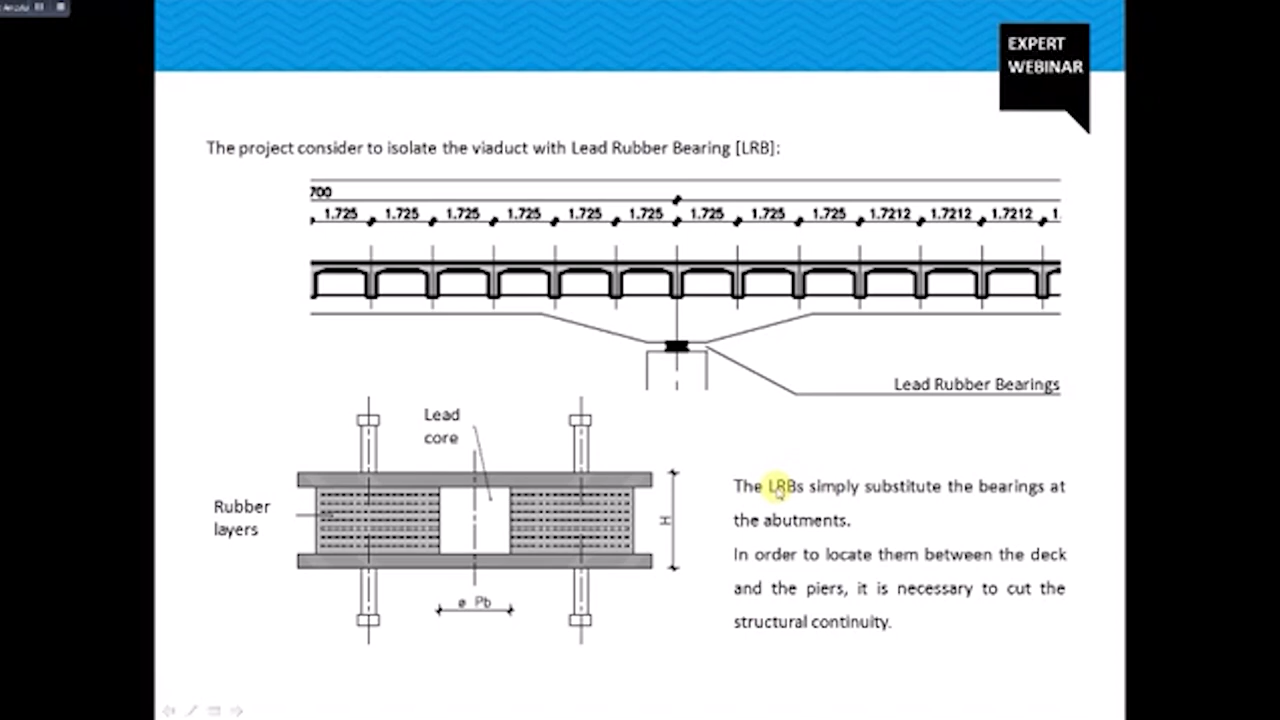 EXPERT
WEBINAR
The project consider to isolate the viaduct with Lead Rubber Bearing [LRB]:
700
1.725 1.725 1.725 1.725 1.725 1.725 1.725 1.725 1.725 1.7212 1.7212 1.7212 1.
Lead Rubber Bearings
Lead
core
Rubber
layers
H
ø Pb
The LRBs simply substitute the bearings at
the abutments.
In order to locate them between the deck
and the piers, it is necessary to cut the
structural continuity.